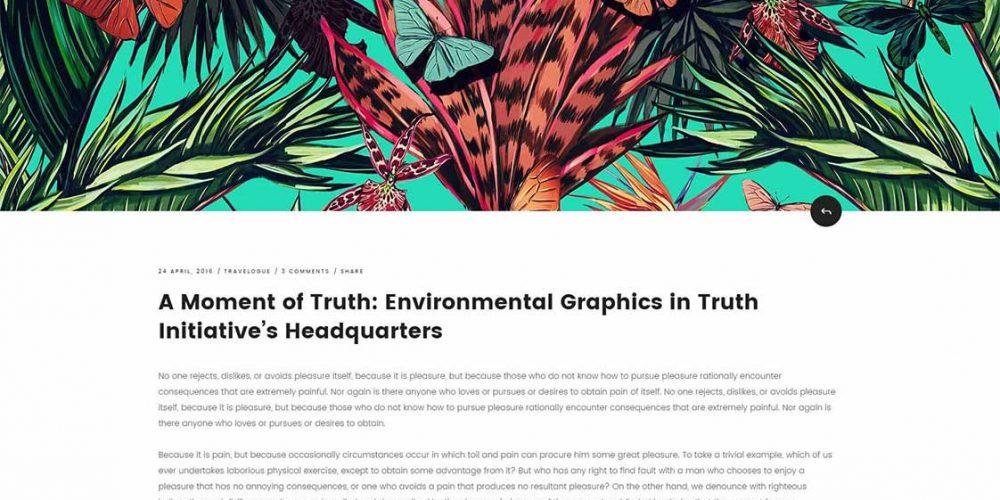 24 APRIL, 2016 / TRAVELOGUE / 3 COMMENTS / SHARE
A Moment of Truth: Environmental Graphics in Truth
Initiative's Headquarters
No one rejects, dislikes, or avoids pleasure itself, because it is pleasure, but because those who do not know how to pursue pleasure rationally encounter
consequences that are extremely painful. Nor again is there anyone who loves or pursues or desires to obtain pain of itself. No one rejects, dislikes, or avoids pleasure
itself, because it is pleasure, but because those who do not know how to pursue pleasure rationally encounter consequences that are extremely painful. Nor again is
there anyone who loves or pursues or desires to obtain.
Because it is pain, but because occasionally circumstances occur in which toil and pain can procure him some great pleasure. To take a trivial example, which of us
ever undertakes laborious physical exercise, except to obtain some advantage from it? But who has any right to find fault with a man who chooses to enjoy a
pleasure that has no annoying consequences, or one who avoids a pain that produces no resultant pleasure? On the other hand, we denounce with righteous